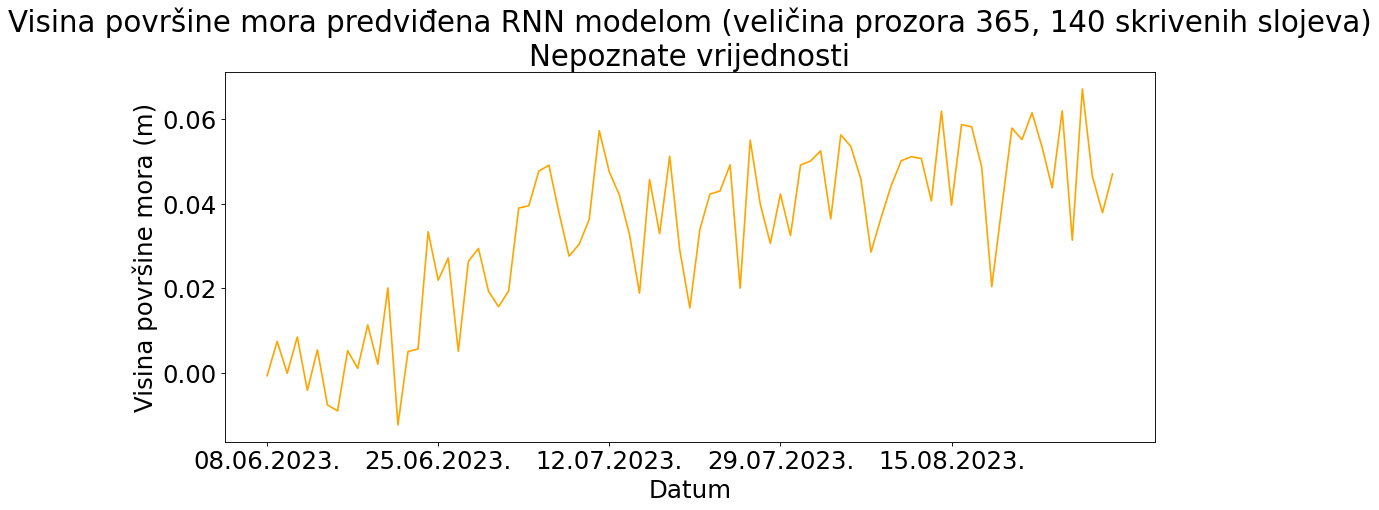 Visina površine mora predviđena RNN modelom (veličina prozora 365, 140 skrivenih slojeva)
Nepoznate vrijednosti
Visina površine mora (m)
0.06
0.04
0.02
0.00
08.06.2023. 25.06.2023. 12.07.2023. 29.07.2023. 15.08.2023.
Datum